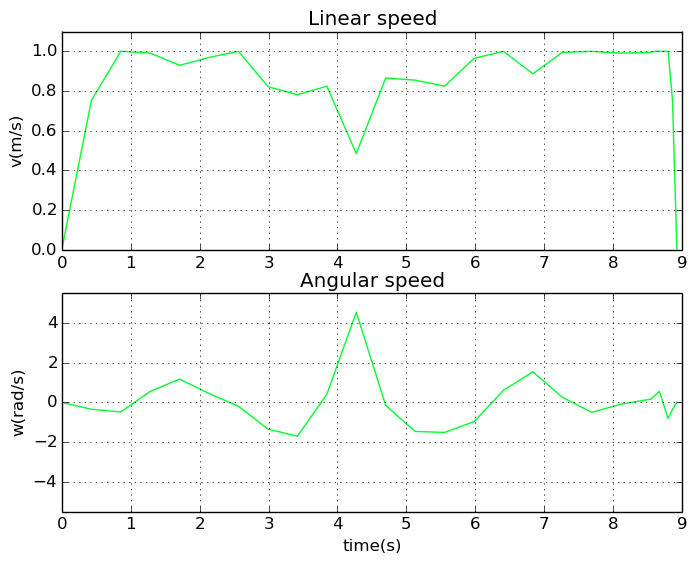 Linear speed
1.0
0.8
0.6
0.4
0.2
0.0
v(m/s)
0 1 2 3 4 5 6 7 8 9
Angular speed
4
2
0
−2
−4
w(rad/s)
0 1 2 3 4 5 6 7 8 9
time(s)